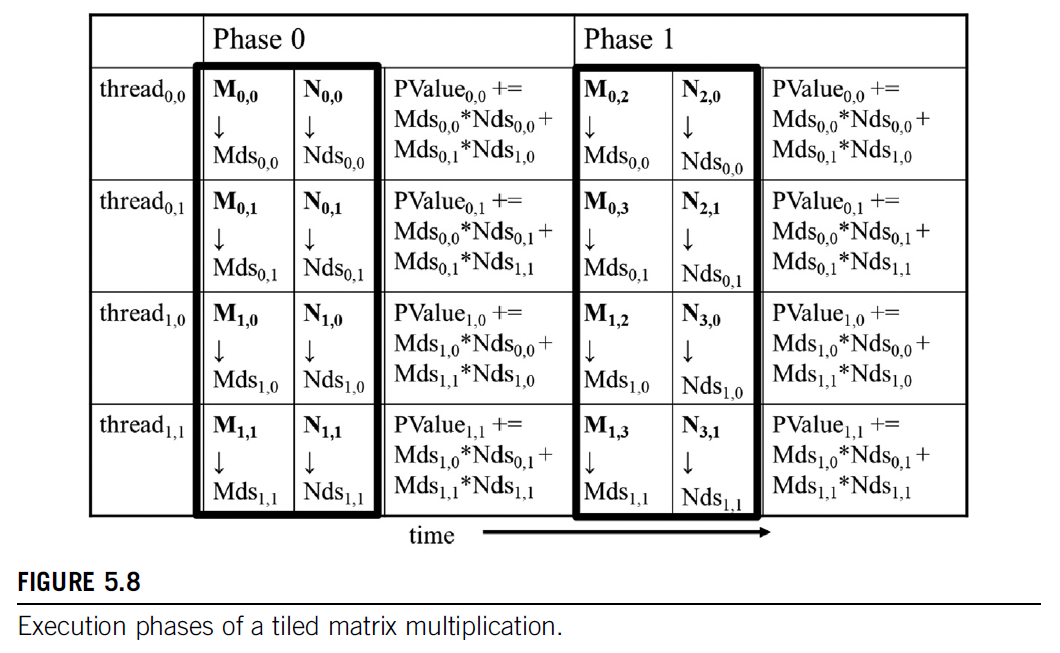 Phase 0 Phase 1
thread0,0 M0,0 N0,0 PValue0,0 += M0,2 N2,0 PValue0,0 +=
↓ ↓ Mds0,0*Nds0,0 + ↓ ↓ Mds0,0*Nds0,0 +
Mds0,0 Nds0,0 Mds0,1*Nds1,0 Mds0,0 Nds0,0 Mds0,1*Nds1,0
thread0,1 M0,1 N0,1 PValue0,1 += M0,3 N2,1 PValue0,1 +=
↓ ↓ Mds0,0*Nds0,1 + ↓ ↓ Mds0,0*Nds0,1 +
Mds0,1 Nds0,1 Mds0,1*Nds1,1 Mds0,1 Nds0,1 Mds0,1*Nds1,1
thread1,0 M1,0 N1,0 PValue1,0 += M1,2 N3,0 PValue1,0 +=
↓ ↓ Mds1,0*Nds0,0 + ↓ ↓ Mds1,0*Nds0,0 +
Mds1,0 Nds1,0 Mds1,1*Nds1,0 Mds1,0 Nds1,0 Mds1,1*Nds1,0
thread1,1 M1,1 N1,1 PValue1,1 += M1,3 N3,1 PValue1,1 +=
↓ ↓ Mds1,0*Nds0,1 + ↓ ↓ Mds1,0*Nds0,1 +
Mds1,1 Nds1,1 Mds1,1*Nds1,1 Mds1,1 Nds1,1 Mds1,1*Nds1,1
time
FIGURE 5.8
Execution phases of a tiled matrix multiplication.